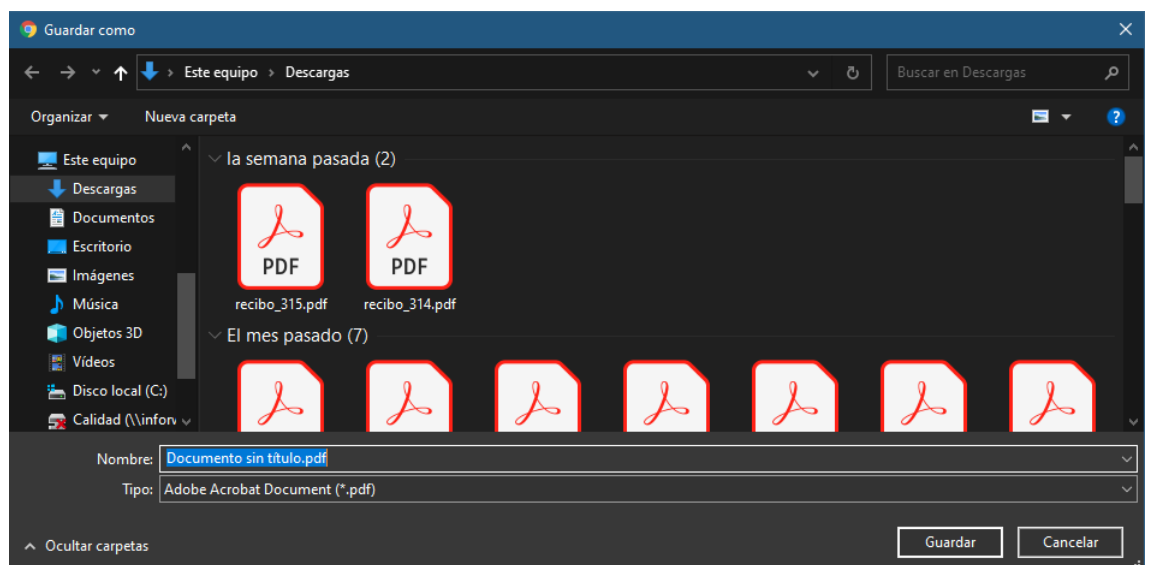 Guardar como
Este equipo > Descargas
Buscar en Descargas
Organizar
Nueva carpeta
Este equipo
Descargas
Documentos
Escritorio
Imágenes
Música
Objetos 3D
Vídeos
Disco local (C:)
Calidad (\\inforv
la semana pasada (2)
PDF
PDF
recibo_315.pdf
recibo_314.pdf
El mes pasado (7)
Nombre: Documento sin título.pdf
Tipo: Adobe Acrobat Document (*.pdf)
Ocultar carpetas
Guardar
Cancelar